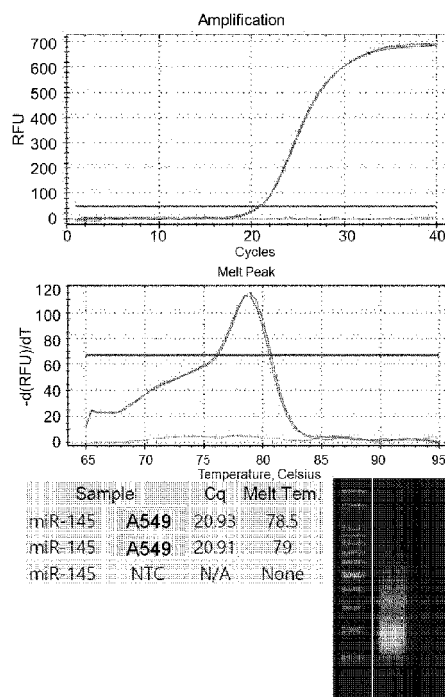 Amplification
700
600
500
400
300
200
100
0
RFU
0 10 20 30 40
Cycles
Melt Peak
120
100
80
60
40
20
0
-d(RFU)/dT
65 70 75 80 85 90 95
Temperature, Celsius
Sample Cq Melt Tem.
miR-145 A549 20.93 78.5
miR-145 A549 20.91 79
miR-145 NTC N/A None